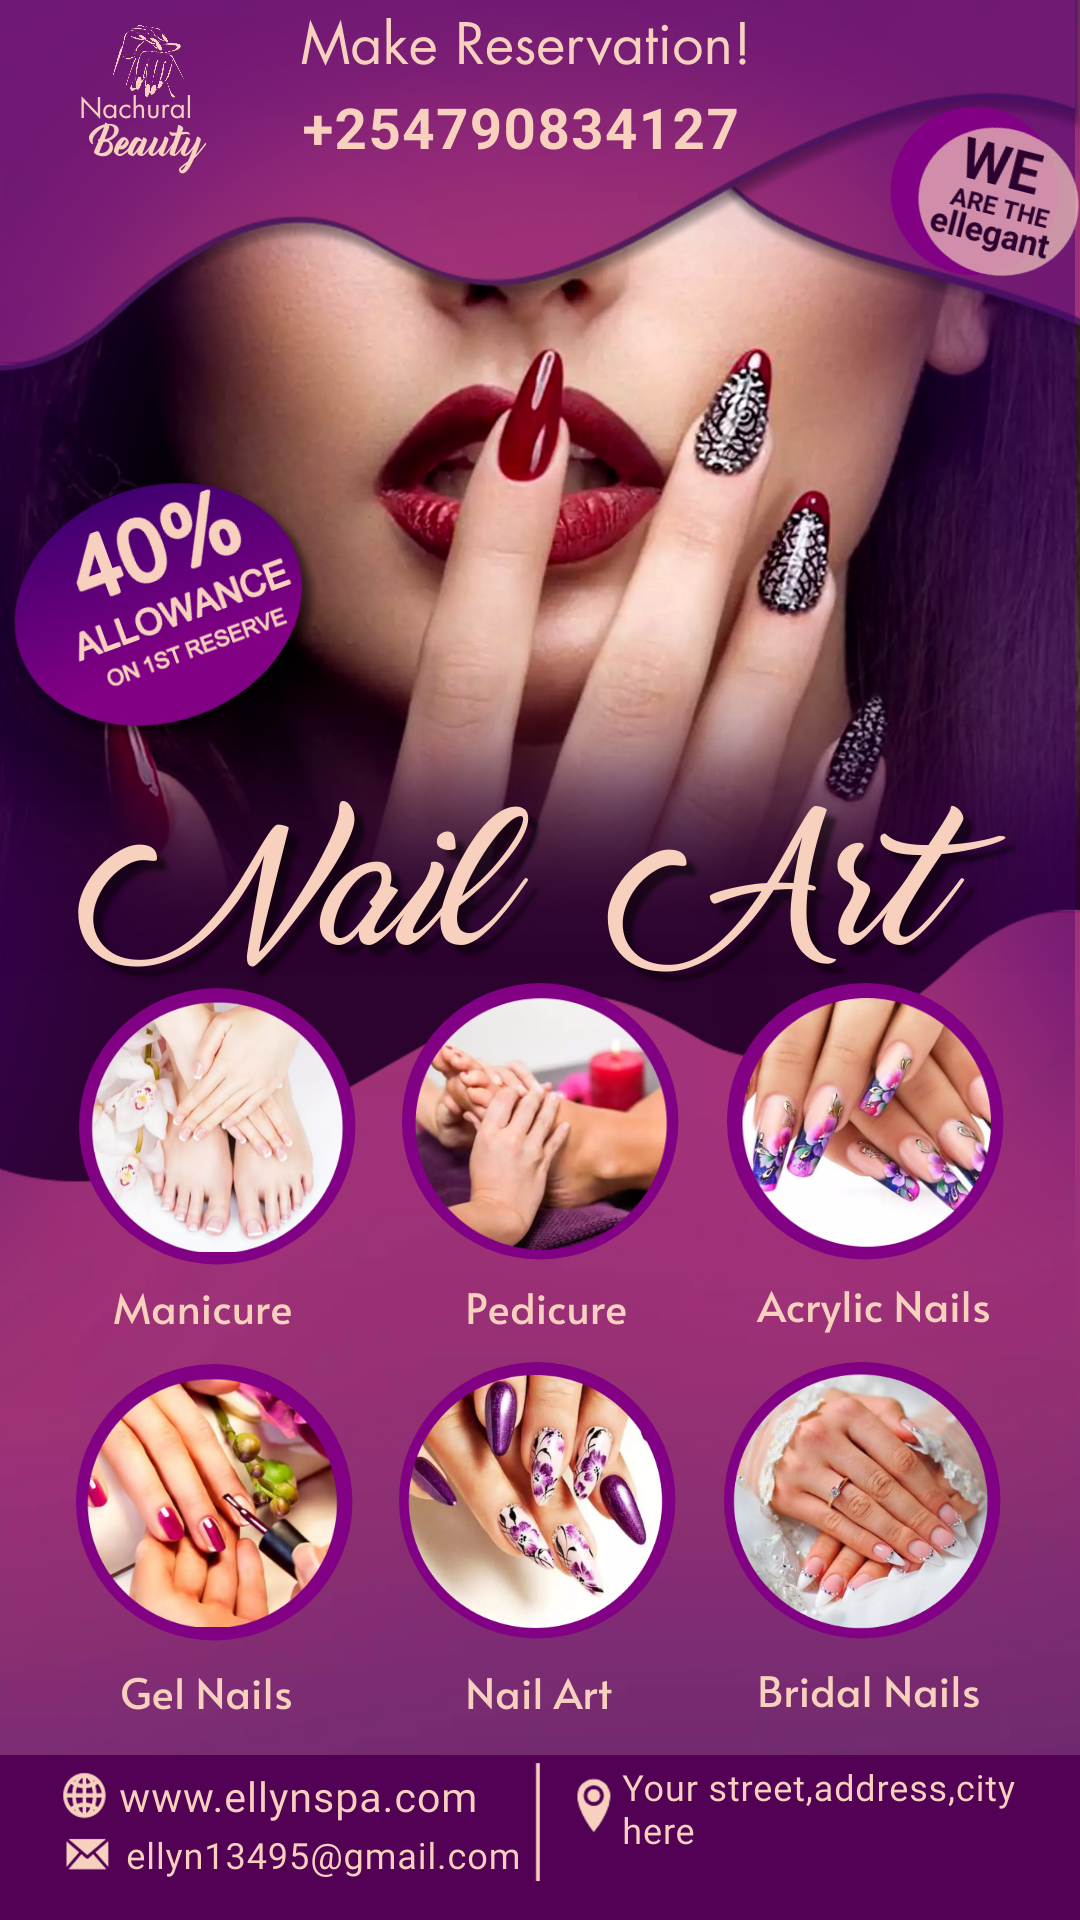 Make Reservation!
+254790834127
Nachural
Beauty
WE
ARE THE
ellegant
40%
ALLOWANCE
ON 1ST RESERVE
Nail Art
Manicure
Pedicure
Acrylic Nails
Gel Nails
Nail Art
Bridal Nails
www.ellynspa.com
ellyn13495@gmail.com
Your street,address,city
here